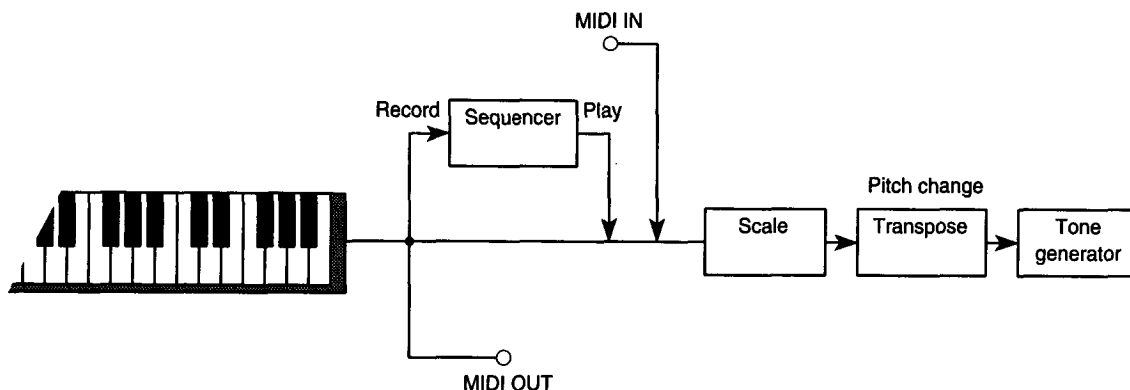 MIDI IN
Record
Sequencer
Play
Pitch change
Scale
Transpose
Tone
generator
MIDI OUT